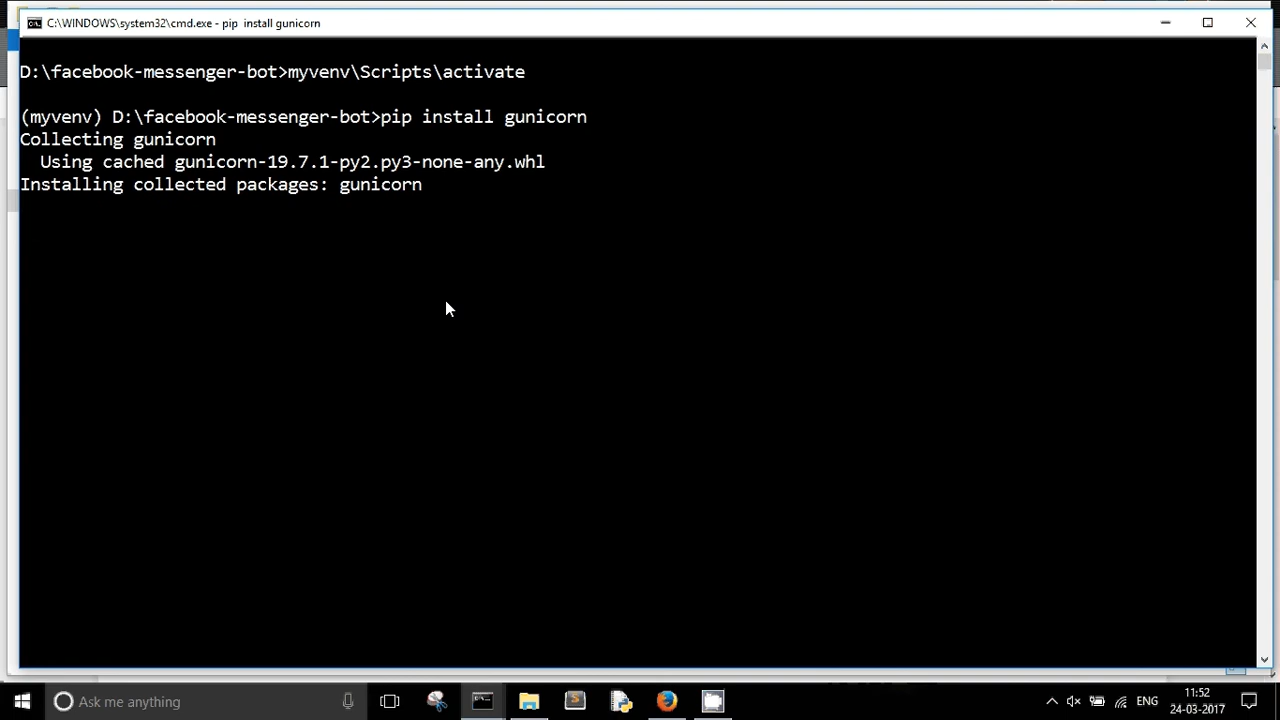 C:\WINDOWS\system32\cmd.exe - pip  install gunicorn
D:\facebook-messenger-bot>myvenv\Scripts\activate
(myvenv) D:\facebook-messenger-bot>pip install gunicorn
Collecting gunicorn
  Using cached gunicorn-19.7.1-py2.py3-none-any.whl
Installing collected packages: gunicorn
Ask me anything
ENG
11:52
24-03-2017